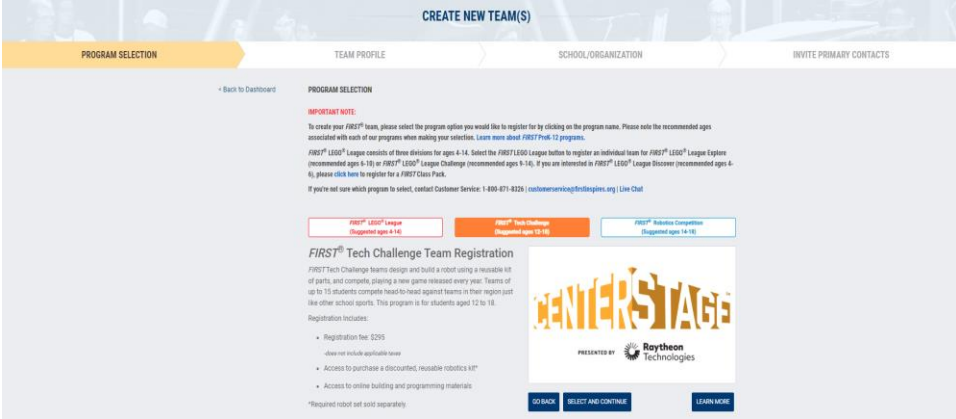 CREATE NEW TEAM(S)
PROGRAM SELECTION
TEAM PROFILE
SCHOOL/ORGANIZATION
INVITE PRIMARY CONTACTS
< Back to Dashboard
PROGRAM SELECTION
IMPORTANT NOTE:
To create your FIRST® team, please select the program option you would like to register for by clicking on the program name. Please note the recommended ages
associated with each of our programs when making your selection. Learn more about FIRST PreK-12 programs.
FIRST® LEGO® League consists of three divisions for ages 4-14. Select the FIRST LEGO League button to register an individual team for FIRST® LEGO® League Explore
(recommended ages 6-10) or FIRST® LEGO® League Challenge (recommended ages 9-14). If you are interested in FIRST® LEGO® League Discover (recommended ages 4-
6), please click here to register for a FIRST Class Pack.
If you're not sure which program to select, contact Customer Service: 1-800-871-8326 | customerservice@firstinspires.org | Live Chat
FIRST® LEGO® League
(Suggested ages 4-14)
FIRST® Tech Challenge
(Suggested ages 12-18)
FIRST® Robotics Competition
(Suggested ages 14-18)
FIRST® Tech Challenge Team Registration
FIRST Tech Challenge teams design and build a robot using a reusable kit
of parts, and compete, playing a new game released every year. Teams of
up to 15 students compete head-to-head against teams in their region just
like other school sports. This program is for students aged 12 to 18.
Registration Includes:
• Registration fee: $295
-does not include applicable taxes
• Access to purchase a discounted, reusable robotics kit*
• Access to online building and programming materials
*Required robot set sold separately
CENTERSTAGE
PRESENTED BY Raytheon
Technologies
GO BACK
SELECT AND CONTINUE
LEARN MORE